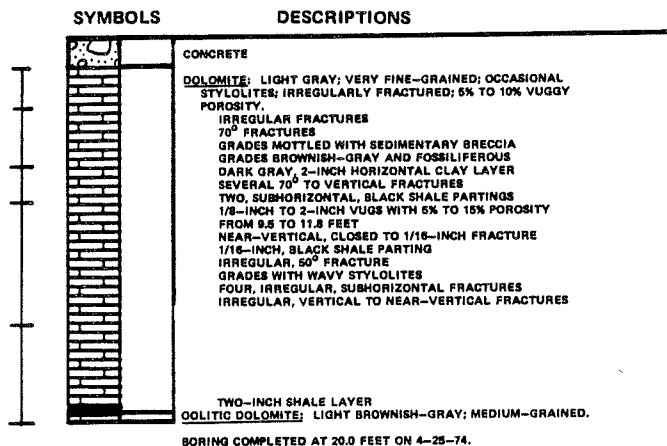 SYMBOLS DESCRIPTIONS
CONCRETE
DOLOMITE: LIGHT GRAY; VERY FINE-GRAINED; OCCASIONAL
STYLOLITES; IRREGULARLY FRACTURED; 5% TO 10% VUGGY
POROSITY.
IRREGULAR FRACTURES
70° FRACTURES
GRADES MOTTLED WITH SEDIMENTARY BRECCIA
GRADES BROWNISH-GRAY AND FOSSILIFEROUS
DARK GRAY, 2-INCH HORIZONTAL CLAY LAYER
SEVERAL 70° TO VERTICAL FRACTURES
TWO, SUBHORIZONTAL, BLACK SHALE PARTINGS
1/8-INCH TO 2-INCH VUGS WITH 5% TO 15% POROSITY
FROM 9.5 TO 11.8 FEET
NEAR-VERTICAL, CLOSED TO 1/16-INCH FRACTURE
1/16-INCH, BLACK SHALE PARTING
IRREGULAR, 50° FRACTURE
GRADES WITH WAVY STYLOLITES
FOUR, IRREGULAR, SUBHORIZONTAL FRACTURES
IRREGULAR, VERTICAL TO NEAR-VERTICAL FRACTURES
TWO-INCH SHALE LAYER
OOLITIC DOLOMITE: LIGHT BROWNISH-GRAY; MEDIUM-GRAINED.
BORING COMPLETED AT 20.0 FEET ON 4-25-74.